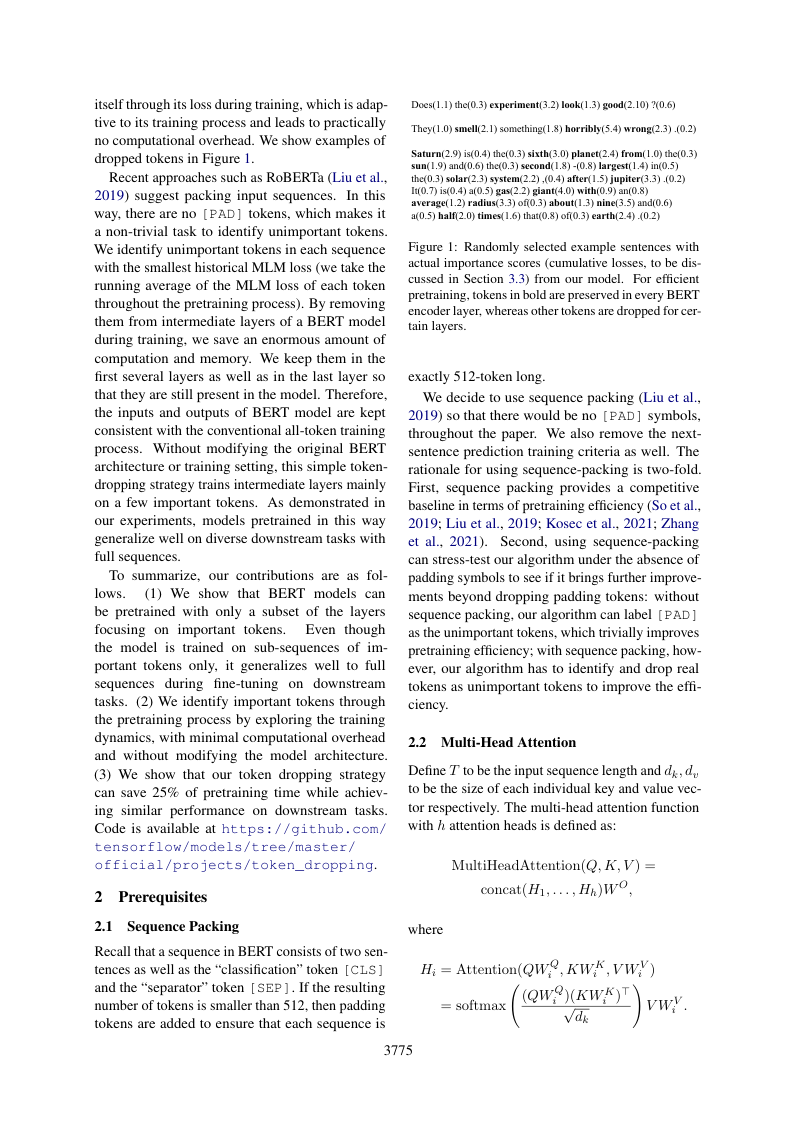 itself through its loss during training, which is adap-
tive to its training process and leads to practically
no computational overhead. We show examples of
dropped tokens in Figure 1.
Recent approaches such as RoBERTa (Liu et al.,
2019) suggest packing input sequences. In this
way, there are no [PAD] tokens, which makes it
a non-trivial task to identify unimportant tokens.
We identify unimportant tokens in each sequence
with the smallest historical MLM loss (we take the
running average of the MLM loss of each token
throughout the pretraining process). By removing
them from intermediate layers of a BERT model
during training, we save an enormous amount of
computation and memory. We keep them in the
first several layers as well as in the last layer so
that they are still present in the model. Therefore,
the inputs and outputs of BERT model are kept
consistent with the conventional all-token training
process. Without modifying the original BERT
architecture or training setting, this simple token-
dropping strategy trains intermediate layers mainly
on a few important tokens. As demonstrated in
our experiments, models pretrained in this way
generalize well on diverse downstream tasks with
full sequences.
To summarize, our contributions are as fol-
lows. (1) We show that BERT models can
be pretrained with only a subset of the layers
focusing on important tokens. Even though
the model is trained on sub-sequences of im-
portant tokens only, it generalizes well to full
sequences during fine-tuning on downstream
tasks. (2) We identify important tokens through
the pretraining process by exploring the training
dynamics, with minimal computational overhead
and without modifying the model architecture.
(3) We show that our token dropping strategy
can save 25% of pretraining time while achiev-
ing similar performance on downstream tasks.
Code is available at https://github.com/
tensorflow/models/tree/master/
official/projects/token_dropping.
2 Prerequisites
2.1 Sequence Packing
Recall that a sequence in BERT consists of two sen-
tences as well as the “classification” token [CLS]
and the “separator” token [SEP]. If the resulting
number of tokens is smaller than 512, then padding
tokens are added to ensure that each sequence is
Does(1.1) the(0.3) experiment(3.2) look(1.3) good(2.10) ?(0.6)
They(1.0) smell(2.1) something(1.8) horribly(5.4) wrong(2.3) .(0.2)
Saturn(2.9) is(0.4) the(0.3) sixth(3.0) planet(2.4) from(1.0) the(0.3)
sun(1.9) and(0.6) the(0.3) second(1.8) -(0.8) largest(1.4) in(0.5)
the(0.3) solar(2.3) system(2.2) ,(0.4) after(1.5) jupiter(3.3) .(0.2)
It(0.7) is(0.4) a(0.5) gas(2.2) giant(4.0) with(0.9) an(0.8)
average(1.2) radius(3.3) of(0.3) about(1.3) nine(3.5) and(0.6)
a(0.5) half(2.0) times(1.6) that(0.8) of(0.3) earth(2.4) .(0.2)
Figure 1: Randomly selected example sentences with
actual importance scores (cumulative losses, to be dis-
cussed in Section 3.3) from our model. For efficient
pretraining, tokens in bold are preserved in every BERT
encoder layer, whereas other tokens are dropped for cer-
tain layers.
exactly 512-token long.
We decide to use sequence packing (Liu et al.,
2019) so that there would be no [PAD] symbols,
throughout the paper. We also remove the next-
sentence prediction training criteria as well. The
rationale for using sequence-packing is two-fold.
First, sequence packing provides a competitive
baseline in terms of pretraining efficiency (So et al.,
2019; Liu et al., 2019; Kosec et al., 2021; Zhang
et al., 2021). Second, using sequence-packing
can stress-test our algorithm under the absence of
padding symbols to see if it brings further improve-
ments beyond dropping padding tokens: without
sequence packing, our algorithm can label [PAD]
as the unimportant tokens, which trivially improves
pretraining efficiency; with sequence packing, how-
ever, our algorithm has to identify and drop real
tokens as unimportant tokens to improve the effi-
ciency.
2.2 Multi-Head Attention
Define T to be the input sequence length and d_k, d_v
to be the size of each individual key and value vec-
tor respectively. The multi-head attention function
with h attention heads is defined as:
MultiHeadAttention(Q, K, V) =
concat(H_1, . . . , H_h)W^O,
where
H_i = Attention(QW_i^Q, KW_i^K, VW_i^V)
= softmax( (QW_i^Q)(KW_i^K)^⊤ / √d_k ) VW_i^V.
3775